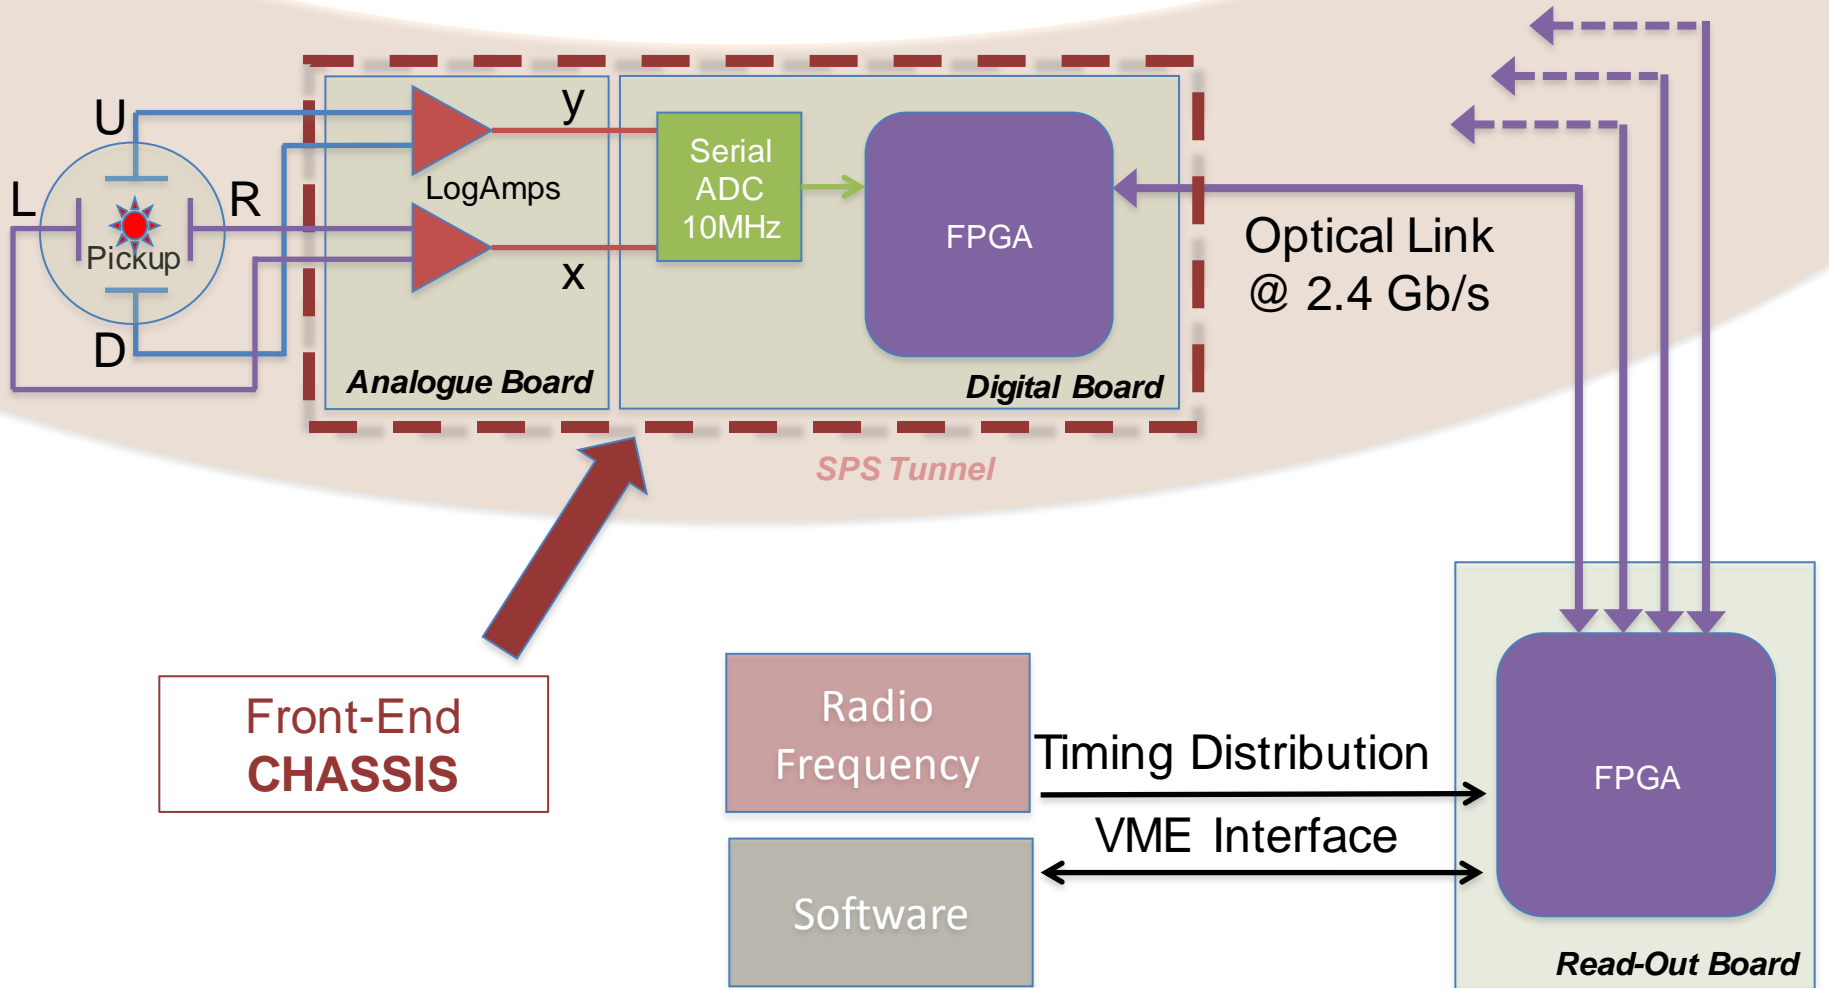 U
L
R
Pickup
D
y
LogAmps
x
Analogue Board
Serial
ADC
10MHz
FPGA
Digital Board
Optical Link
@ 2.4 Gb/s
SPS Tunnel
Front-End
CHASSIS
Radio
Frequency
Timing Distribution
VME Interface
Software
FPGA
Read-Out Board